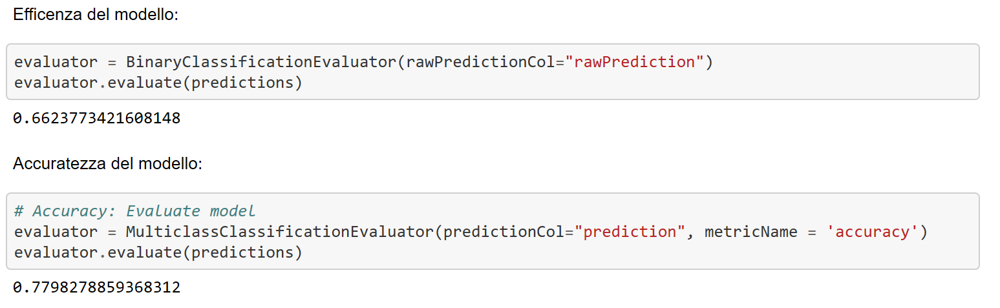 Efficenza del modello:
evaluator = BinaryClassificationEvaluator(rawPredictionCol="rawPrediction")
evaluator.evaluate(predictions)
0.6623773421608148
Accuratezza del modello:
# Accuracy: Evaluate model
evaluator = MulticlassClassificationEvaluator(predictionCol="prediction", metricName = 'accuracy')
evaluator.evaluate(predictions)
0.7798278859368312